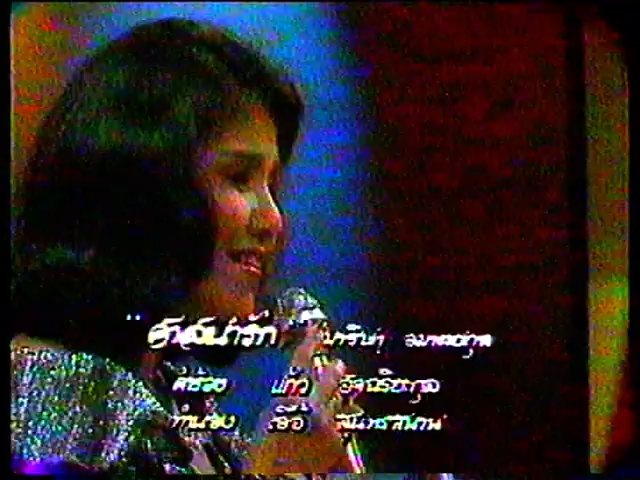 มาริษา อมาตยกุล
คำร้อง แก้ว อัจฉริยกุล
ทำนอง เอื้อ สุนทรสนาน